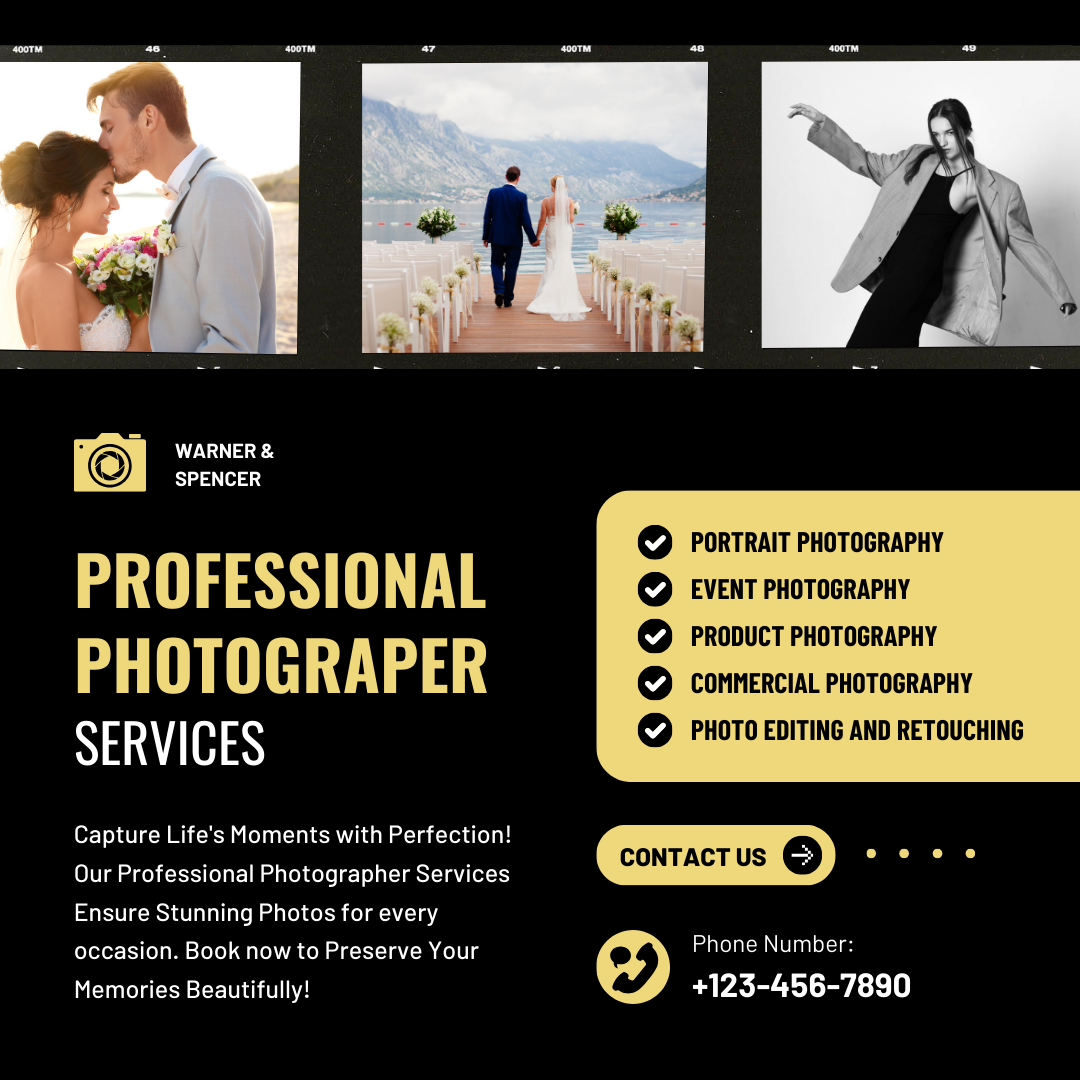 400TM 46 400TM 47 400TM 48 400TM 49
WARNER &
SPENCER
PROFESSIONAL
PHOTOGRAPER
SERVICES
Capture Life's Moments with Perfection!
Our Professional Photographer Services
Ensure Stunning Photos for every
occasion. Book now to Preserve Your
Memories Beautifully!
PORTRAIT PHOTOGRAPHY
EVENT PHOTOGRAPHY
PRODUCT PHOTOGRAPHY
COMMERCIAL PHOTOGRAPHY
PHOTO EDITING AND RETOUCHING
CONTACT US
Phone Number:
+123-456-7890